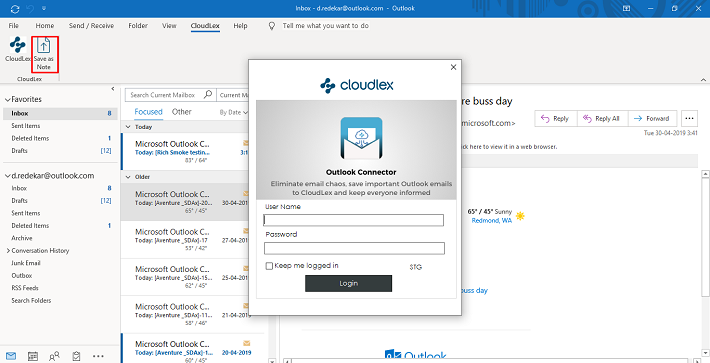 Inbox - d.redekar@outlook.com - Outlook
File Home Send / Receive Folder View CloudLex Help Tell me what you want to do
CloudLex
Save as
Note
CloudLex
Favorites
Inbox 8
Sent Items
Deleted Items 1
Drafts [12]
d.redekar@outlook.com
Inbox 8
Drafts [12]
Sent Items
Deleted Items 1
Archive
Conversation History
Junk Email
Outbox
RSS Feeds
Search Folders
Search Current Mailbox Current M
Focused Other By Date
Today
Microsoft Outlook C...
Today: [Rich Smoke testin... 3:1
83° / 64°
Older
Microsoft Outlook C...
Today: [Aventure _SDAx]-20... 30-04-201
65° / 45°
Microsoft Outlook C...
Today: [Aventure _SDAx]-17 27-04-201
53° / 42°
Microsoft Outlook C...
Today: [Aventure _SDAx]-15... 25-04-201
62° / 45°
Microsoft Outlook C...
Today: [Aventure _SDAx]-11... 21-04-201
58° / 46°
Microsoft Outlook C...
Today: [Aventure _SDAx]-1... 20-04-2019
cloudlex
Outlook Connector
Eliminate email chaos, save important Outlook emails
to CloudLex and keep everyone informed
User Name
Password
Keep me logged in STG
Login
re buss day
microsoft.com>
Reply Reply All Forward
Tue 30-04-2019 3:41
ick here to view it in a web browser.
65° / 45° Sunny
Redmond, WA
buss day
Outlook